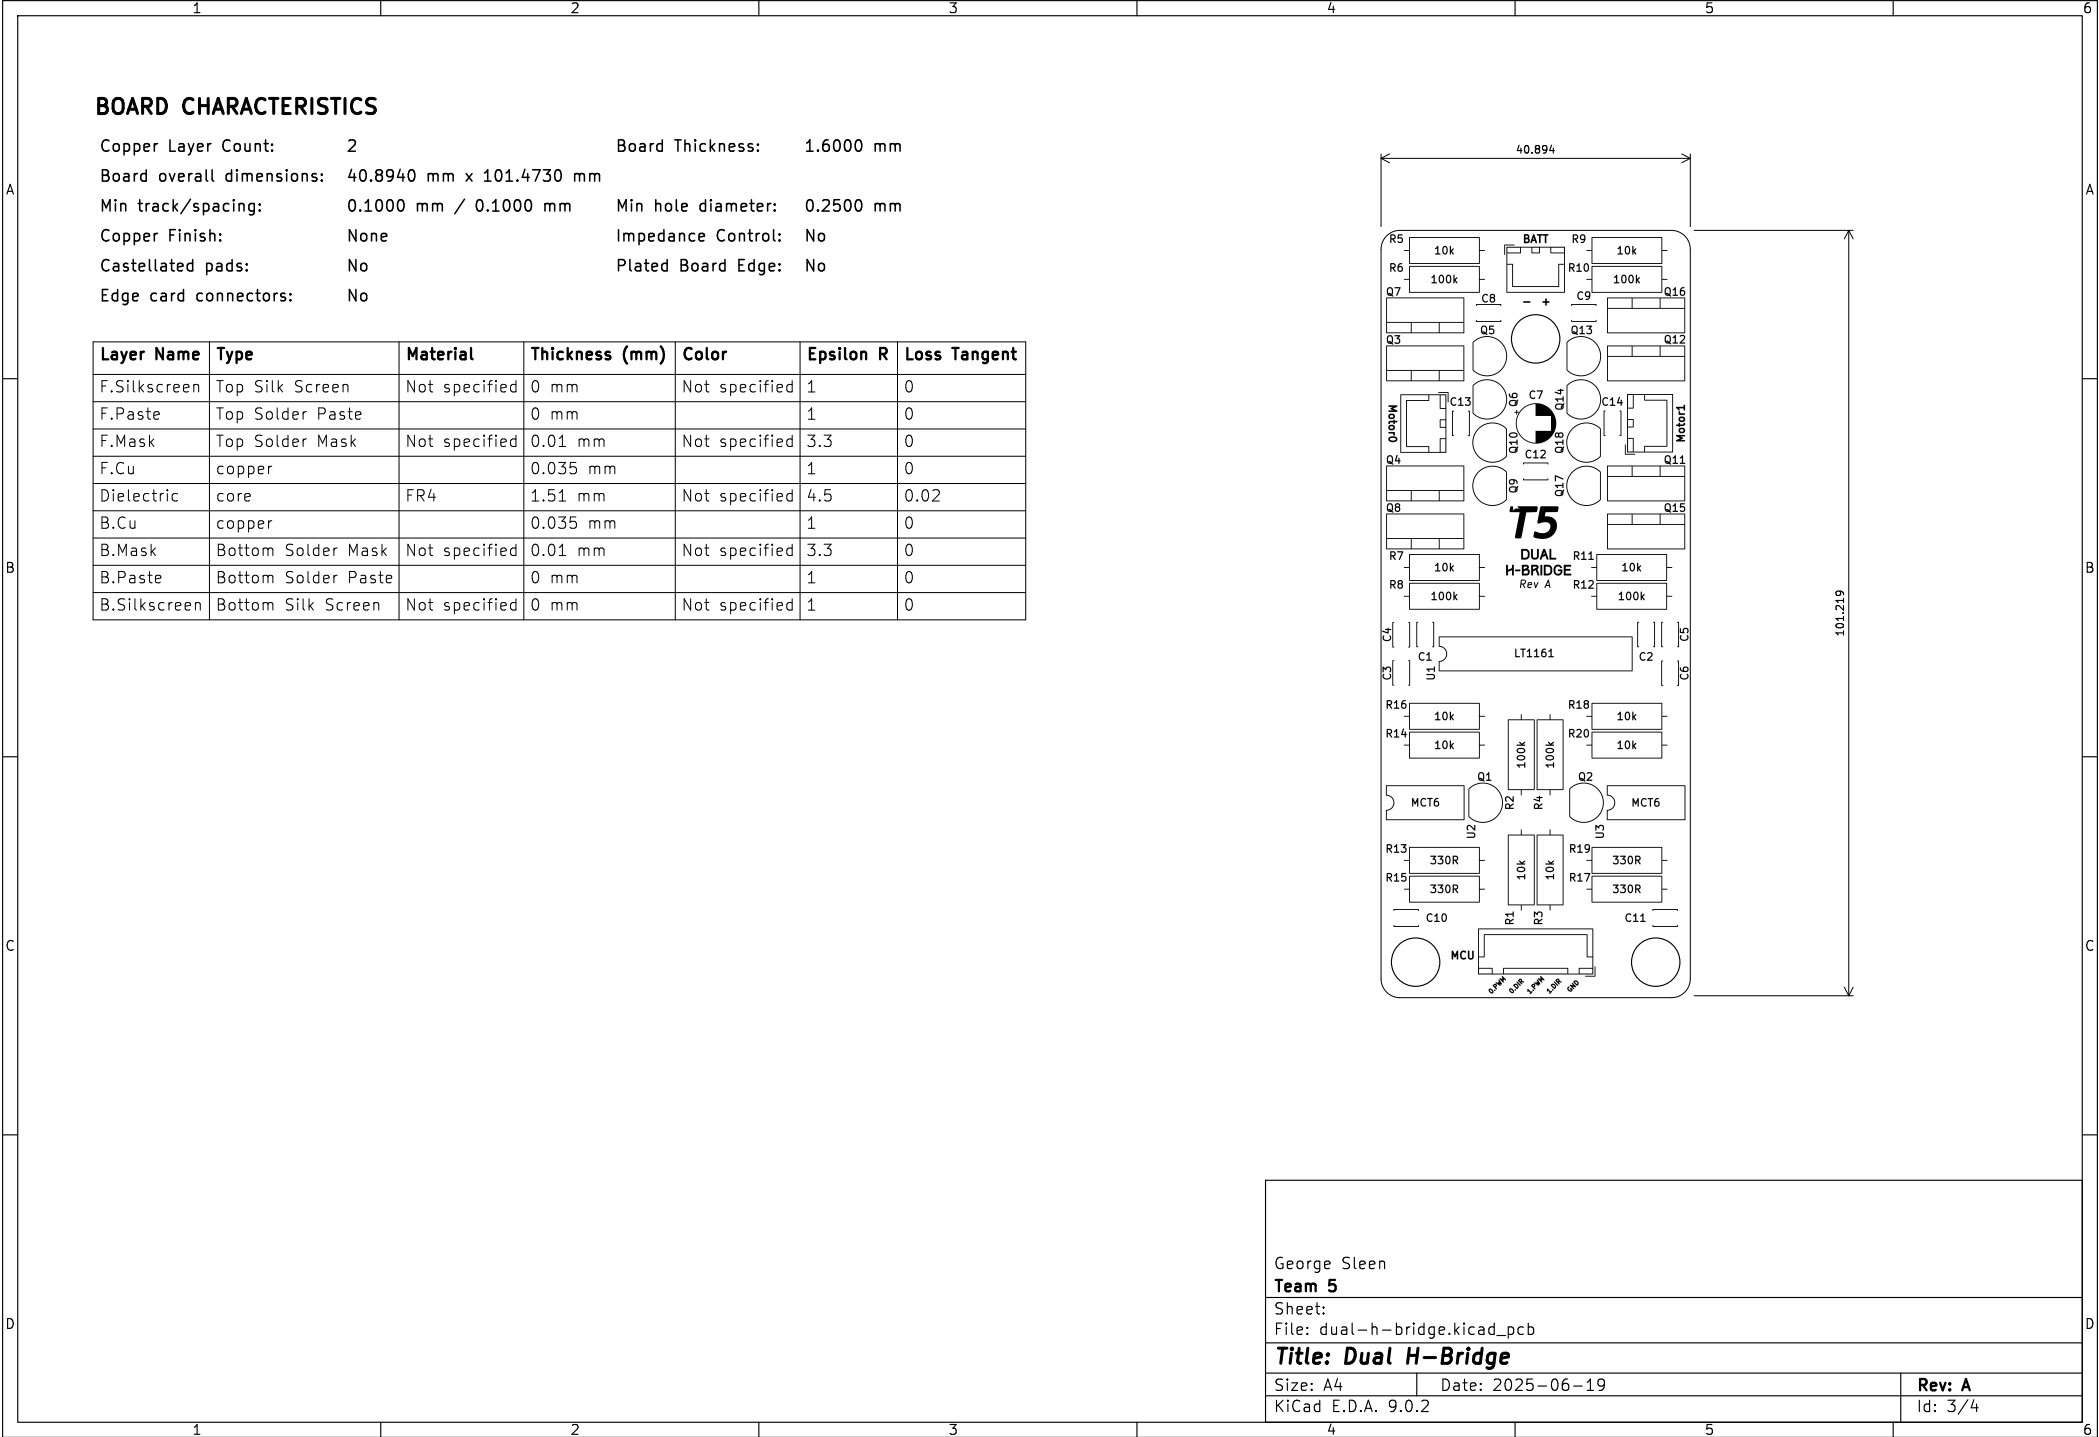 1 2 3 4 5 6
BOARD CHARACTERISTICS
Copper Layer Count: 2 Board Thickness: 1.6000 mm
Board overall dimensions: 40.8940 mm x 101.4730 mm
Min track/spacing: 0.1000 mm / 0.1000 mm Min hole diameter: 0.2500 mm
Copper Finish: None Impedance Control: No
Castellated pads: No Plated Board Edge: No
Edge card connectors: No
Layer Name Type Material Thickness (mm) Color Epsilon R Loss Tangent
F.Silkscreen Top Silk Screen Not specified 0 mm Not specified 1 0
F.Paste Top Solder Paste 0 mm 1 0
F.Mask Top Solder Mask Not specified 0.01 mm Not specified 3.3 0
F.Cu copper 0.035 mm 1 0
Dielectric core FR4 1.51 mm Not specified 4.5 0.02
B.Cu copper 0.035 mm 1 0
B.Mask Bottom Solder Mask Not specified 0.01 mm Not specified 3.3 0
B.Paste Bottom Solder Paste 0 mm 1 0
B.Silkscreen Bottom Silk Screen Not specified 0 mm Not specified 1 0
A A
B B
C C
D D
40.894
101.219
R5 10k BATT R9 10k
R6 100k R10 100k
Q7 C8 - + C9 Q16
Q5 Q13
Q3 Q12
Motor0 C13 Q6 + C7 Q14 C14 Motor1
Q10 Q18
C12
Q4 Q9 Q17 Q11
Q8 T5 Q15
DUAL
H-BRIDGE
Rev A
R7 10k R11 10k
R8 100k R12 100k
C4 C1 LT1161 C2 C5
C3 U1 C6
R16 10k R18 10k
R14 10k 100k 100k R20 10k
Q1 Q2
MCT6 R2 R4 MCT6
U2 U3
R13 330R R19 330R
R15 330R 10k 10k R17 330R
C10 R1 R3 C11
MCU
0.PWM 0.DIR 1.PWM 1.DIR GND
George Sleen
Team 5
Sheet:
File: dual-h-bridge.kicad_pcb
Title: Dual H-Bridge
Size: A4 Date: 2025-06-19 Rev: A
KiCad E.D.A. 9.0.2 Id: 3/4
1 2 3 4 5 6